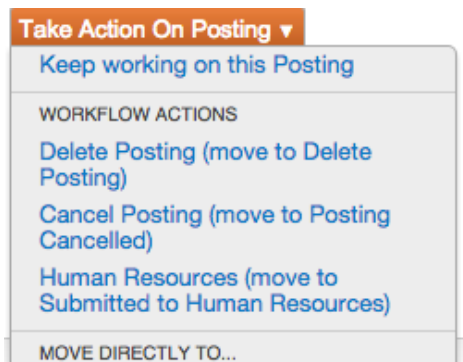 Take Action On Posting ▼
Keep working on this Posting
WORKFLOW ACTIONS
Delete Posting (move to Delete
Posting)
Cancel Posting (move to Posting
Cancelled)
Human Resources (move to
Submitted to Human Resources)
MOVE DIRECTLY TO...